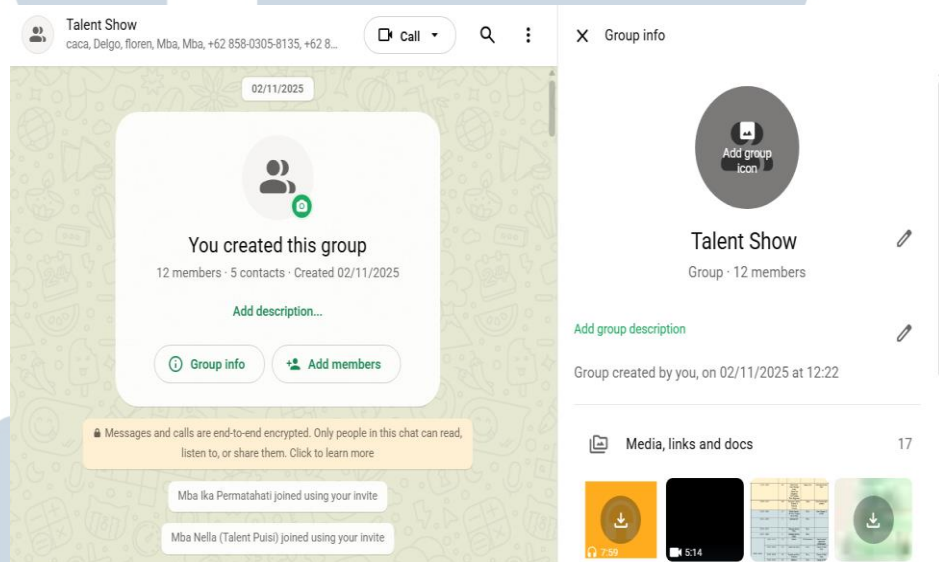 Talent Show
caca, Delgo, floren, Mba, Mba, +62 858-0305-8135, +62 8...
Call
02/11/2025
You created this group
12 members · 5 contacts · Created 02/11/2025
Add description...
Group info
Add members
Messages and calls are end-to-end encrypted. Only people in this chat can read,
listen to, or share them. Click to learn more
Mba Ika Permatahati joined using your invite
Mba Nella (Talent Puisi) joined using your invite
Group info
Add group
icon
Talent Show
Group · 12 members
Add group description
Group created by you, on 02/11/2025 at 12:22
Media, links and docs
17
7:59
5:14